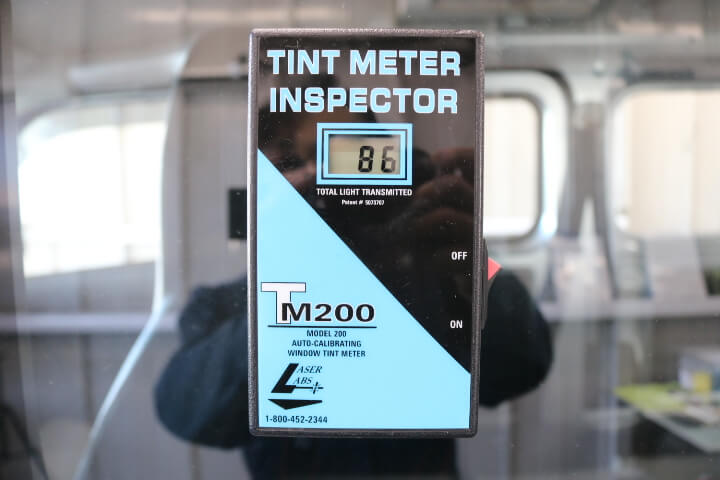 TINT METER
INSPECTOR
86
TOTAL LIGHT TRANSMITTED
Patent # 5073707
OFF
ON
TM200
MODEL 200
AUTO-CALIBRATING
WINDOW TINT METER
LASER
LABS
1-800-452-2344